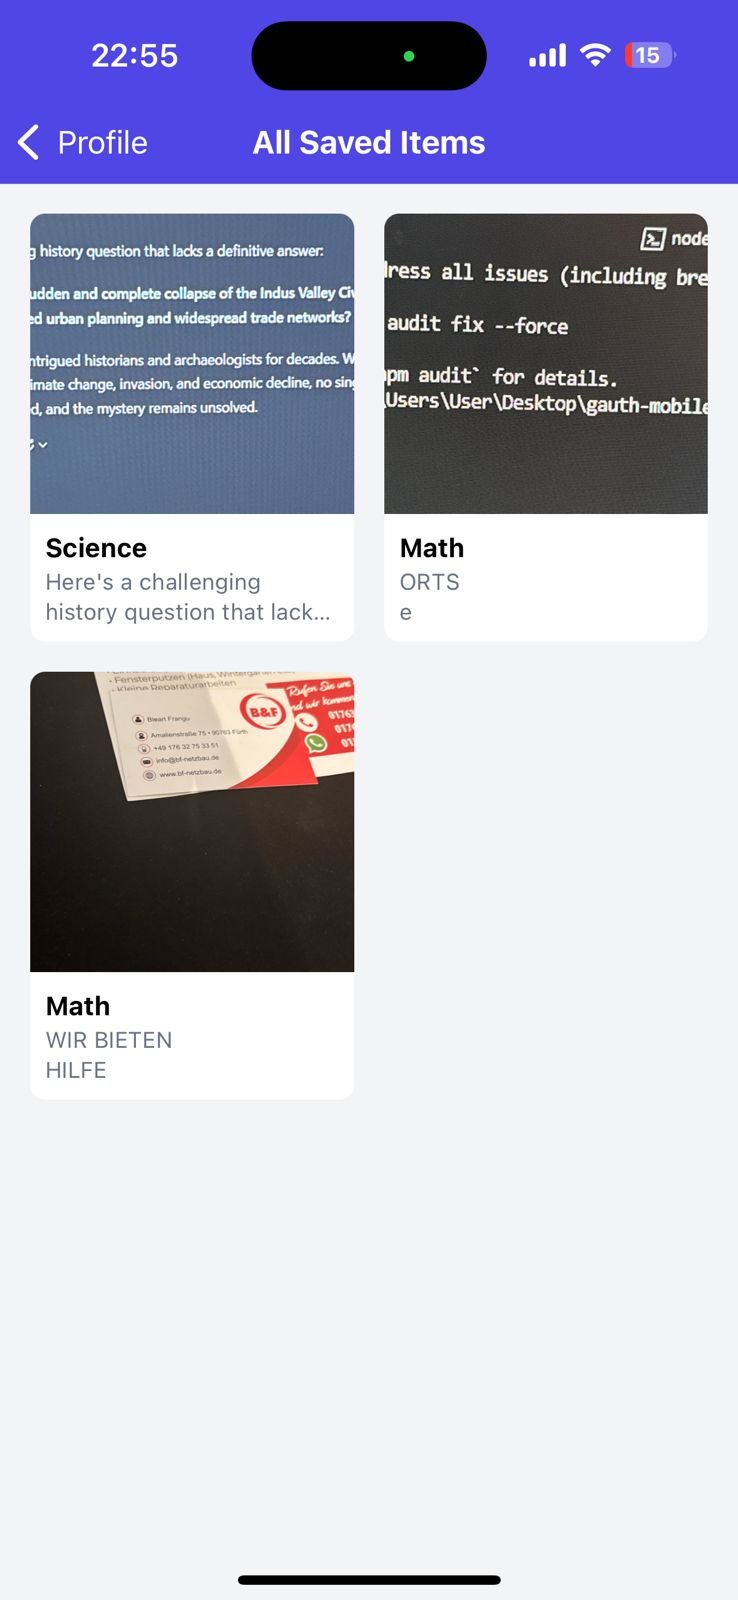 22:55
15
Profile
All Saved Items
g history question that lacks a definitive answer:
udden and complete collapse of the Indus Valley Civ
ed urban planning and widespread trade networks?
ntrigued historians and archaeologists for decades. W
imate change, invasion, and economic decline, no sing
d, and the mystery remains unsolved.
Science
Here's a challenging
history question that lack...
node
dress all issues (including bre
audit fix --force
pm audit` for details.
\Users\User\Desktop\gauth-mobile
Math
ORTS
e
- Fensterputzen (Haus, Wintergarten
- Kleine Reparaturarbeiten
Rufen Sie uns
nd wir kommen
B&F
0176
017
01
Amalienstraße 75 • 90763 Fürth
+49 176 32 75 33 51
info@bf-netzbau.de
www.bf-netzbau.de
Math
WIR BIETEN
HILFE